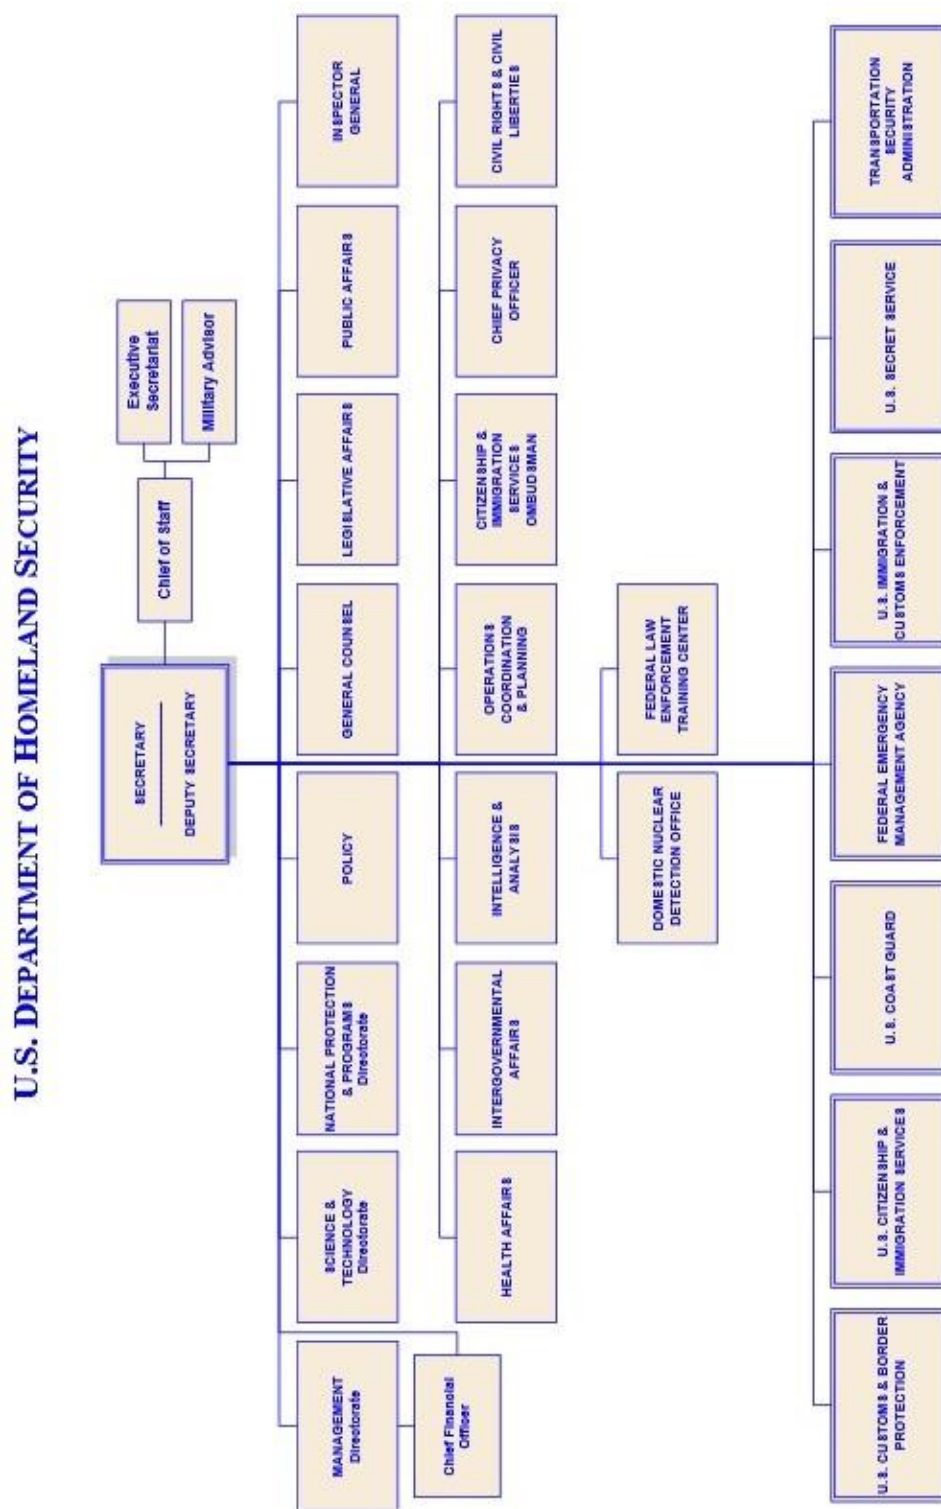 U.S. DEPARTMENT OF HOMELAND SECURITY
SECRETARY
DEPUTY SECRETARY
Chief of Staff
Executive
Secretariat
Military Advisor
MANAGEMENT
Directorate
Chief Financial
Officer
SCIENCE &
TECHNOLOGY
Directorate
NATIONAL PROTECTION
& PROGRAMS
Directorate
POLICY
GENERAL COUNSEL
LEGISLATIVE AFFAIRS
PUBLIC AFFAIRS
INSPECTOR
GENERAL
HEALTH AFFAIRS
INTERGOVERNMENTAL
AFFAIRS
INTELLIGENCE &
ANALYSIS
OPERATIONS
COORDINATION
& PLANNING
CITIZENSHIP &
IMMIGRATION
SERVICES
OMBUDSMAN
CHIEF PRIVACY
OFFICER
CIVIL RIGHTS & CIVIL
LIBERTIES
DOMESTIC NUCLEAR
DETECTION OFFICE
FEDERAL LAW
ENFORCEMENT
TRAINING CENTER
U.S. CUSTOMS & BORDER
PROTECTION
U.S. CITIZENSHIP &
IMMIGRATION SERVICES
U.S. COAST GUARD
FEDERAL EMERGENCY
MANAGEMENT AGENCY
U.S. IMMIGRATION &
CUSTOMS ENFORCEMENT
U.S. SECRET SERVICE
TRANSPORTATION
SECURITY
ADMINISTRATION